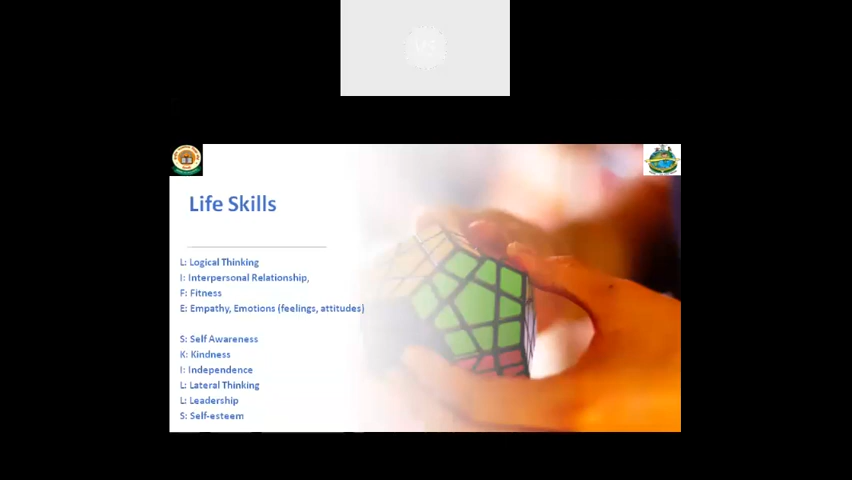 Life Skills
L: Logical Thinking
I: Interpersonal Relationship,
F: Fitness
E: Empathy, Emotions (feelings, attitudes)
S: Self Awareness
K: Kindness
I: Independence
L: Lateral Thinking
L: Leadership
S: Self-esteem